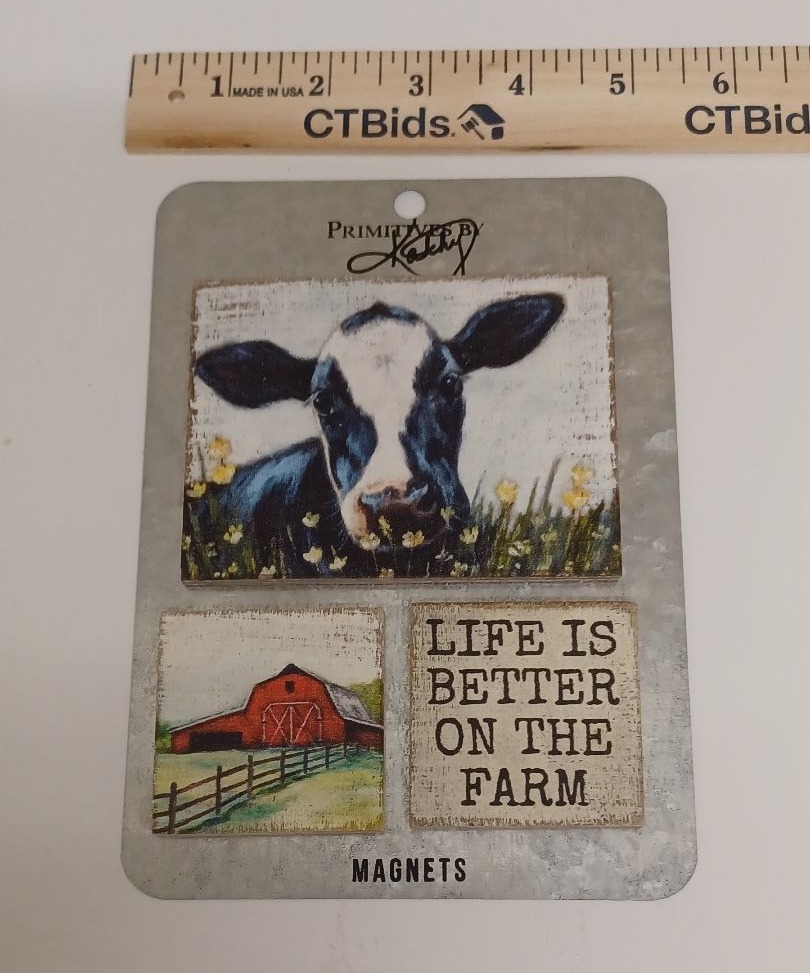 1 MADE IN USA 2 3 4 5 6
CTBids. CTBid
PRIMITIVES BY
Kathy
LIFE IS
BETTER
ON THE
FARM
MAGNETS